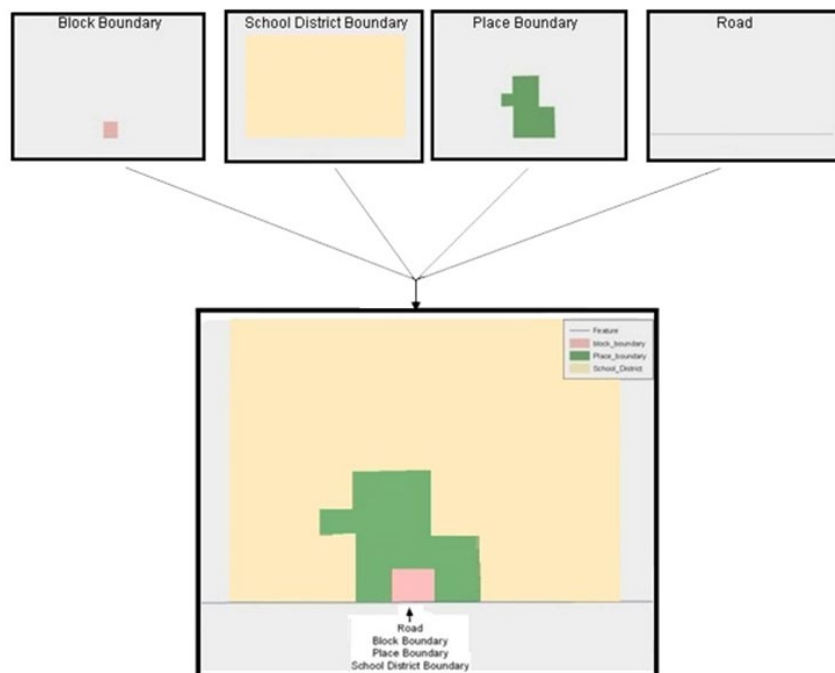 Block Boundary
School District Boundary
Place Boundary
Road
Feature
block_boundary
Place_boundary
School_District
Road
Block Boundary
Place Boundary
School District Boundary